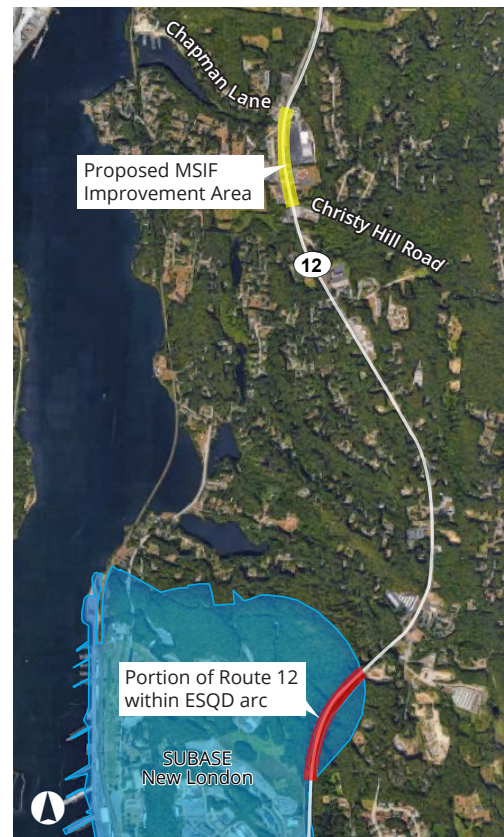 Chapman Lane
Proposed MSIF
Improvement Area
Christy Hill Road
12
Portion of Route 12
within ESQD arc
SUBASE
New London